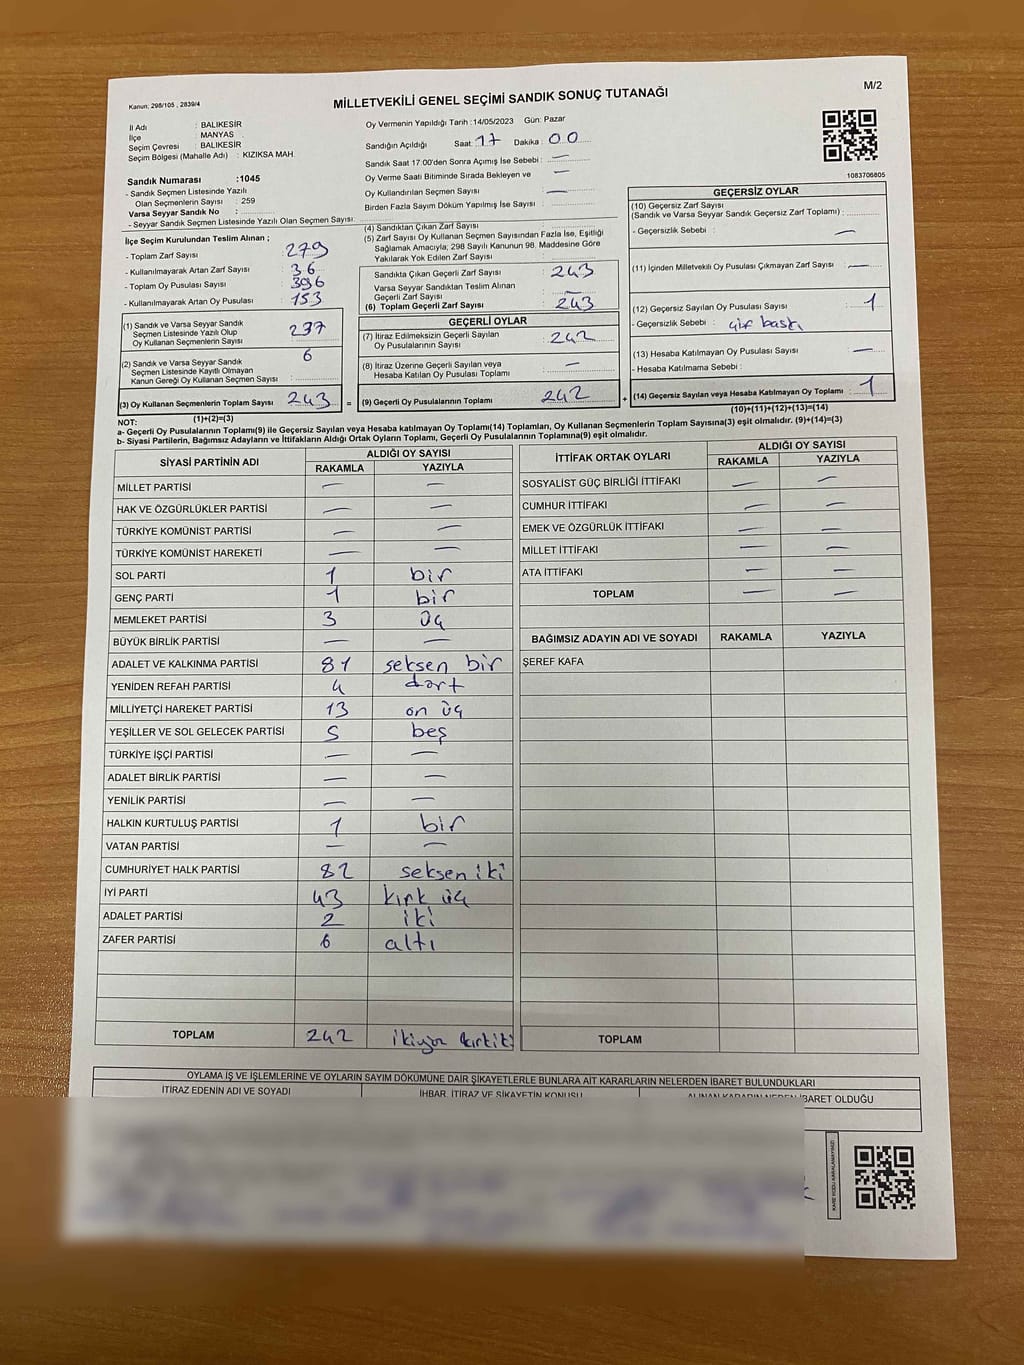 Kanun; 298/105 , 2839/4
MİLLETVEKİLİ GENEL SEÇİMİ SANDIK SONUÇ TUTANAĞI
M/2
İl Adı : BALIKESİR
İlçe : MANYAS
Seçim Çevresi : BALIKESİR
Seçim Bölgesi (Mahalle Adı) : KIZIKSA MAH.
Sandık Numarası :1045
- Sandık Seçmen Listesinde Yazılı
Olan Seçmenlerin Sayısı : 259
Varsa Seyyar Sandık No :
- Seyyar Sandık Seçmen Listesinde Yazılı Olan Seçmen Sayısı:
Oy Vermenin Yapıldığı Tarih :14/05/2023 Gün: Pazar
Sandığın Açıldığı Saat: 17 Dakika: 00
Sandık Saat 17:00'den Sonra Açımış İse Sebebi : —
Oy Verme Saati Bitiminde Sırada Bekleyen ve —
Oy Kullandırılan Seçmen Sayısı : —
Birden Fazla Sayım Döküm Yapılmış İse Sayısı :
1083706805
İlçe Seçim Kurulundan Teslim Alınan ;
- Toplam Zarf Sayısı : 279
- Kullanılmayarak Artan Zarf Sayısı : 36
- Toplam Oy Pusulası Sayısı : 396
- Kullanılmayarak Artan Oy Pusulası : 153
(1) Sandık ve Varsa Seyyar Sandık
Seçmen Listesinde Yazılı Olup
Oy Kullanan Seçmenlerin Sayısı : 237
(2) Sandık ve Varsa Seyyar Sandık 6
Seçmen Listesinde Kayıtlı Olmayan
Kanun Gereği Oy Kullanan Seçmen Sayısı :
(3) Oy Kullanan Seçmenlerin Toplam Sayısı : 243 =
(1)+(2)=(3)
(4) Sandıktan Çıkan Zarf Sayısı :
(5) Zarf Sayısı Oy Kullanan Seçmen Sayısından Fazla İse, Eşitliği
Sağlamak Amacıyla; 298 Sayılı Kanunun 98. Maddesine Göre
Yakılarak Yok Edilen Zarf Sayısı :
Sandıkta Çıkan Geçerli Zarf Sayısı : 243
Varsa Seyyar Sandıktan Teslim Alınan
Geçerli Zarf Sayısı : —
(6) Toplam Geçerli Zarf Sayısı : 243
GEÇERLİ OYLAR
(7) İtiraz Edilmeksizin Geçerli Sayılan
Oy Pusulalarının Sayısı : 242
(8) İtiraz Üzerine Geçerli Sayılan veya
Hesaba Katılan Oy Pusulası Toplamı : —
(9) Geçerli Oy Pusulalarının Toplamı : 242 +
GEÇERSİZ OYLAR
(10) Geçersiz Zarf Sayısı
(Sandık ve Varsa Seyyar Sandık Geçersiz Zarf Toplamı) :
- Geçersizlik Sebebi : —
(11) İçinden Milletvekili Oy Pusulası Çıkmayan Zarf Sayısı : —
(12) Geçersiz Sayılan Oy Pusulası Sayısı : 1
- Geçersizlik Sebebi : çift baskı
(13) Hesaba Katılmayan Oy Pusulası Sayısı : —
- Hesaba Katılmama Sebebi :
(14) Geçersiz Sayılan veya Hesaba Katılmayan Oy Toplamı : 1
(10)+(11)+(12)+(13)=(14)
NOT:
a- Geçerli Oy Pusulalarının Toplamı(9) ile Geçersiz Sayılan veya Hesaba katılmayan Oy Toplamı(14) Toplamları, Oy Kullanan Seçmenlerin Toplam Sayısına(3) eşit olmalıdır. (9)+(14)=(3)
b- Siyasi Partilerin, Bağımsız Adayların ve İttifakların Aldığı Ortak Oyların Toplamı, Geçerli Oy Pusulalarının Toplamına(9) eşit olmalıdır.
SİYASİ PARTİNİN ADI ALDIĞI OY SAYISI
RAKAMLA YAZIYLA
MİLLET PARTİSİ — —
HAK VE ÖZGÜRLÜKLER PARTİSİ — —
TÜRKİYE KOMÜNİST PARTİSİ — —
TÜRKİYE KOMÜNİST HAREKETİ — —
SOL PARTİ 1 bir
GENÇ PARTİ 1 bir
MEMLEKET PARTİSİ 3 üç
BÜYÜK BİRLİK PARTİSİ — —
ADALET VE KALKINMA PARTİSİ 81 seksen bir
YENİDEN REFAH PARTİSİ 4 dört
MİLLİYETÇİ HAREKET PARTİSİ 13 on üç
YEŞİLLER VE SOL GELECEK PARTİSİ 5 beş
TÜRKİYE İŞÇİ PARTİSİ — —
ADALET BİRLİK PARTİSİ — —
YENİLİK PARTİSİ — —
HALKIN KURTULUŞ PARTİSİ 1 bir
VATAN PARTİSİ — —
CUMHURİYET HALK PARTİSİ 82 seksen iki
İYİ PARTİ 43 kırk üç
ADALET PARTİSİ 2 iki
ZAFER PARTİSİ 6 altı
TOPLAM 242 ikiyüz kırkiki
İTTİFAK ORTAK OYLARI ALDIĞI OY SAYISI
RAKAMLA YAZIYLA
SOSYALİST GÜÇ BİRLİĞİ İTTİFAKI — —
CUMHUR İTTİFAKI — —
EMEK VE ÖZGÜRLÜK İTTİFAKI — —
MİLLET İTTİFAKI — —
ATA İTTİFAKI — —
TOPLAM — —
BAĞIMSIZ ADAYIN ADI VE SOYADI RAKAMLA YAZIYLA
ŞEREF KAFA
TOPLAM
OYLAMA İŞ VE İŞLEMLERİNE VE OYLARIN SAYIM DÖKÜMÜNE DAİR ŞİKAYETLERLE BUNLARA AİT KARARLARIN NELERDEN İBARET BULUNDUKLARI
İTİRAZ EDENİN ADI VE SOYADI İHBAR, İTİRAZ VE ŞİKAYETİN KONUSU ALINAN KARARIN NEDEN İBARET OLDUĞU
KARE KODU KARALAMAYINIZ!